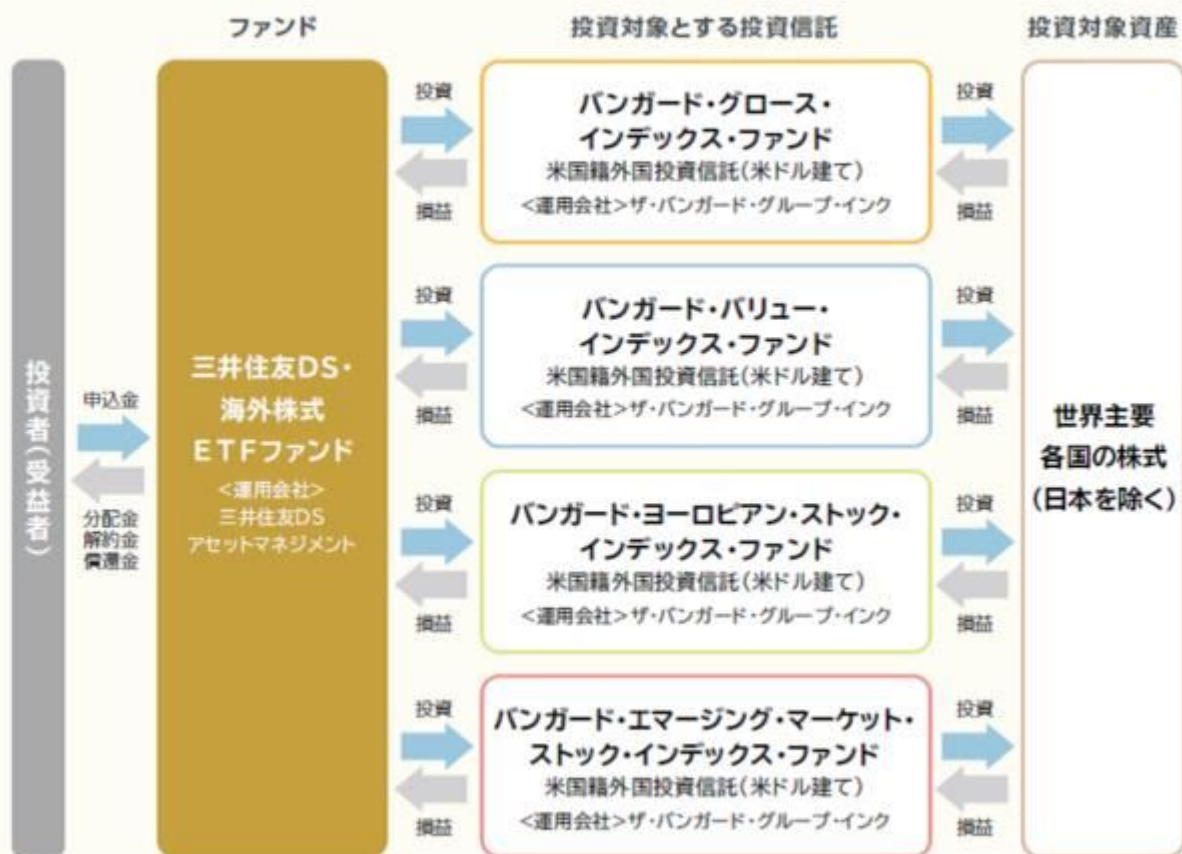 ファンド
投資対象とする投資信託
投資対象資産
投資者(受益者)
申込金
分配金
解約金
償還金
三井住友DS・
海外株式
ETFファンド
<運用会社>
三井住友DS
アセットマネジメント
投資
損益
バンガード・グロース・
インデックス・ファンド
米国籍外国投資信託(米ドル建て)
<運用会社>ザ・バンガード・グループ・インク
投資
損益
投資
損益
バンガード・バリュー・
インデックス・ファンド
米国籍外国投資信託(米ドル建て)
<運用会社>ザ・バンガード・グループ・インク
投資
損益
投資
損益
バンガード・ヨーロピアン・ストック・
インデックス・ファンド
米国籍外国投資信託(米ドル建て)
<運用会社>ザ・バンガード・グループ・インク
投資
損益
投資
損益
バンガード・エマージング・マーケット・
ストック・インデックス・ファンド
米国籍外国投資信託(米ドル建て)
<運用会社>ザ・バンガード・グループ・インク
投資
損益
世界主要
各国の株式
(日本を除く)